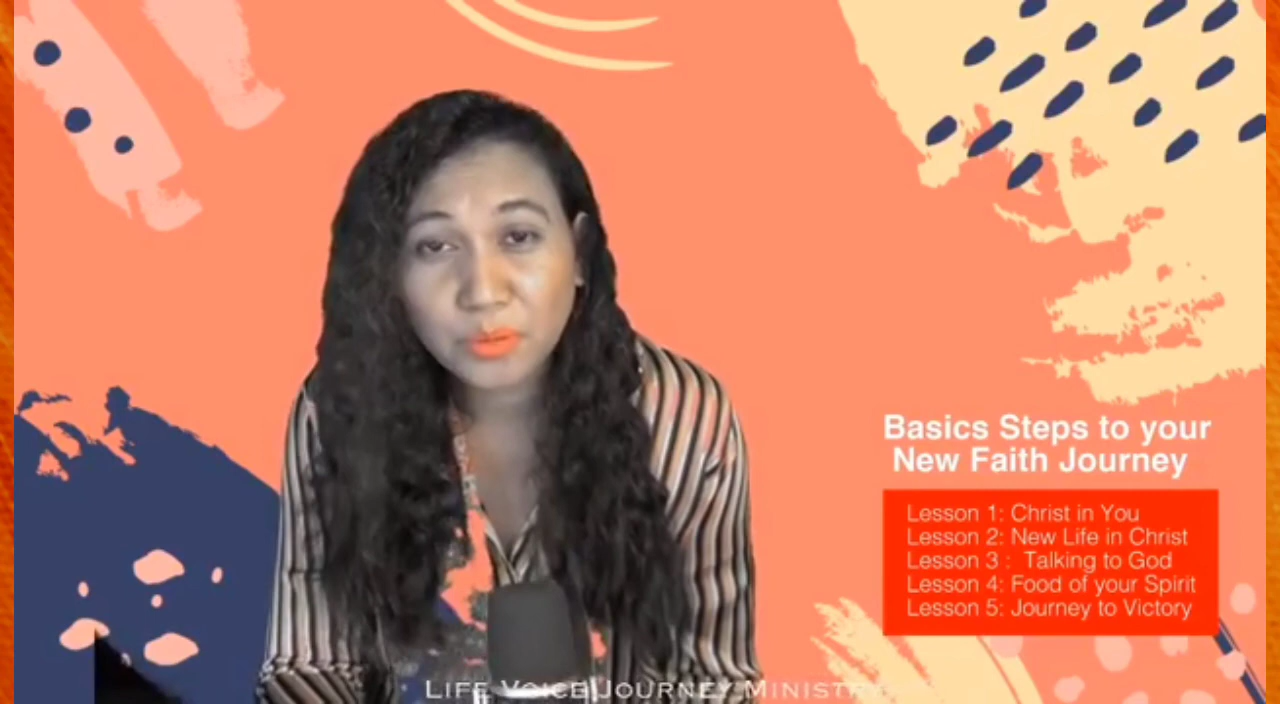 Basics Steps to your
New Faith Journey
Lesson 1: Christ in You
Lesson 2: New Life in Christ
Lesson 3 : Talking to God
Lesson 4: Food of your Spirit
Lesson 5: Journey to Victory
Life Voice Journey Ministry